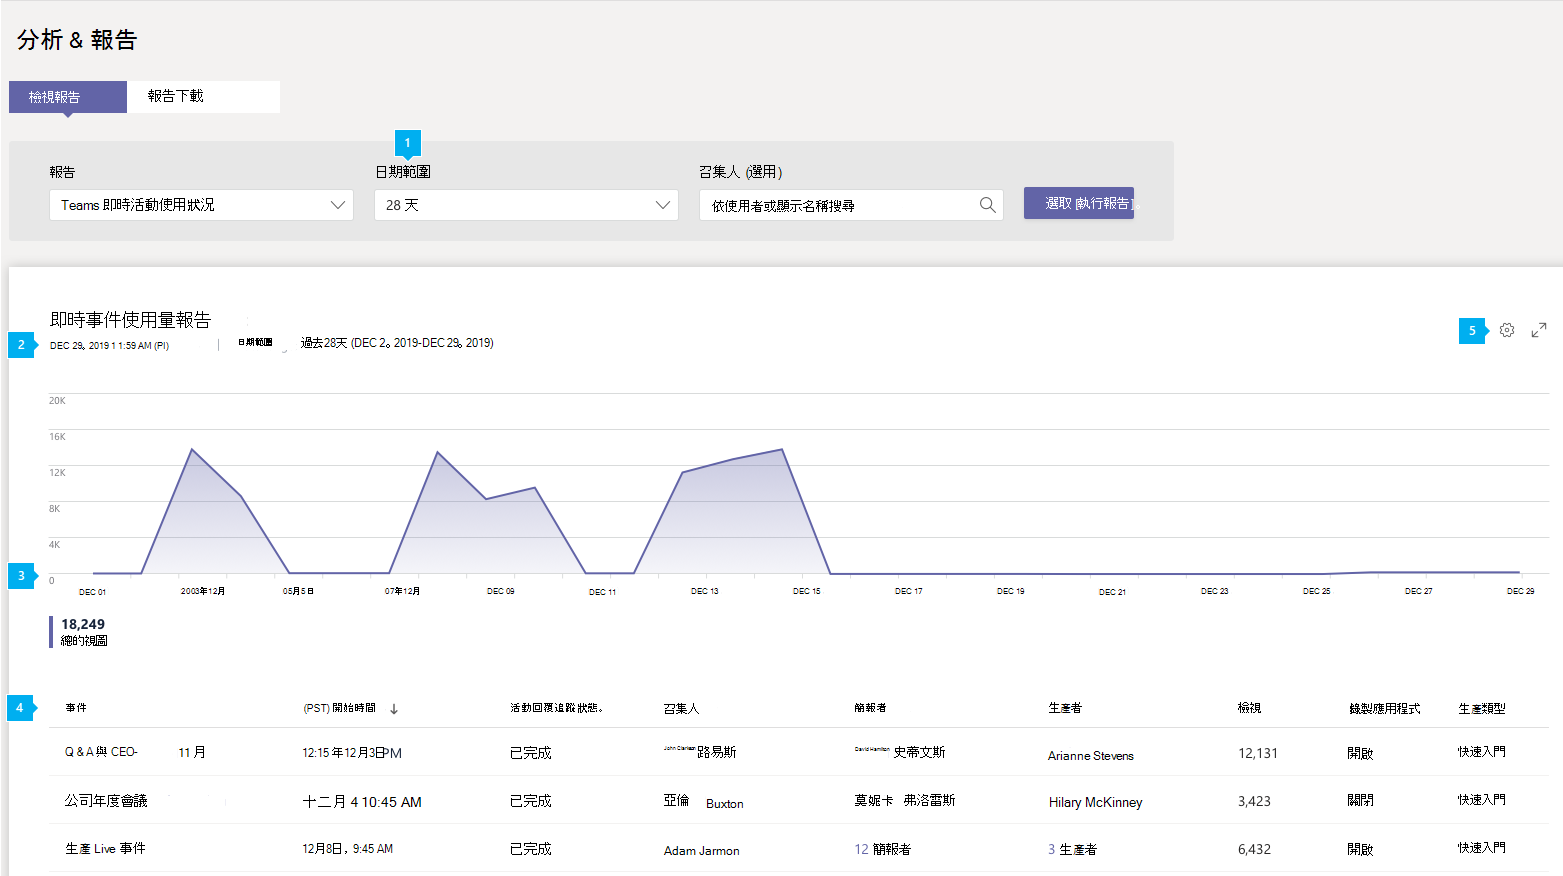 分析 & 報告
檢視報告
報告下載
1
報告
日期範圍
召集人 (選用)
Teams 即時活動使用狀況
28 天
依使用者或顯示名稱搜尋
選取 [執行報告]。
即時事件使用量報告
2
DEC 29。2019 1 1:59 AM (PI)
|
日期範圍
過去28天 (DEC 2。2019-DEC 29。2019)
5
20K
16K
12K
8K
4K
3
0
DEC 01
2003年12月
05月5日
07年12月
DEC 09
DEC 11
DEC 13
DEC 15
DEC 17
DEC 19
DEC 21
DEC 23
DEC 25
DEC 27
DEC 29
18,249
總的視圖
4
事件
(PST) 開始時間
活動回覆追蹤狀態。
召集人
簡報者
生產者
檢視
錄製應用程式
生產類型
Q & A 與 CEO- 11 月
12:15 年12月3日PM
已完成
John Clarkson 路易斯
David Hamilton 史蒂文斯
Arianne Stevens
12,131
開啟
快速入門
公司年度會議
十二月 4 10:45 AM
已完成
亞倫 Buxton
莫妮卡 弗洛雷斯
Hilary McKinney
3,423
關閉
快速入門
生產 Live 事件
12月8日，9:45 AM
已完成
Adam Jarmon
12 簡報者
3 生產者
6,432
開啟
快速入門